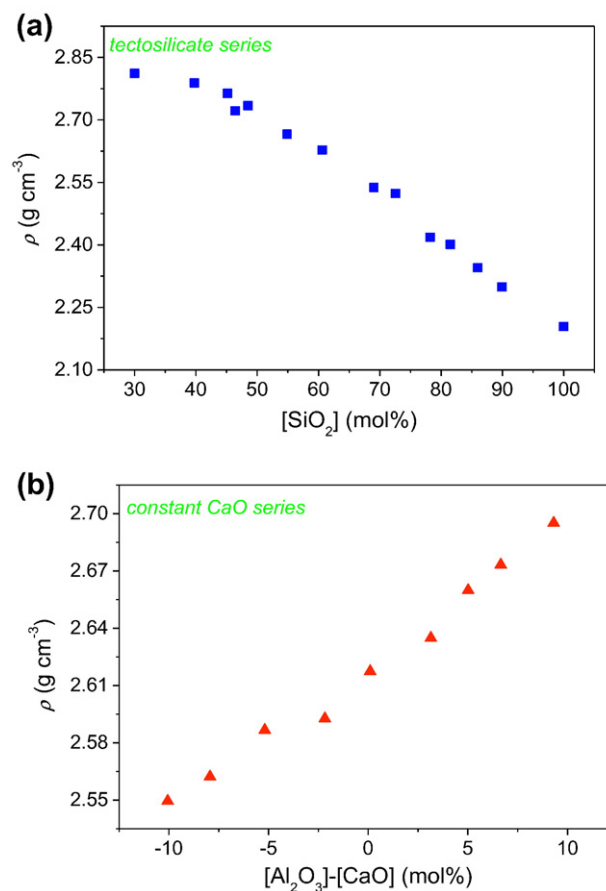 (a)
tectosilicate series
2.85
2.70
2.55
2.40
2.25
2.10
ρ (g cm⁻³)
30 40 50 60 70 80 90 100
[SiO₂] (mol%)
(b)
constant CaO series
2.70
2.67
2.64
2.61
2.58
2.55
ρ (g cm⁻³)
-10 -5 0 5 10
[Al₂O₃]-[CaO] (mol%)